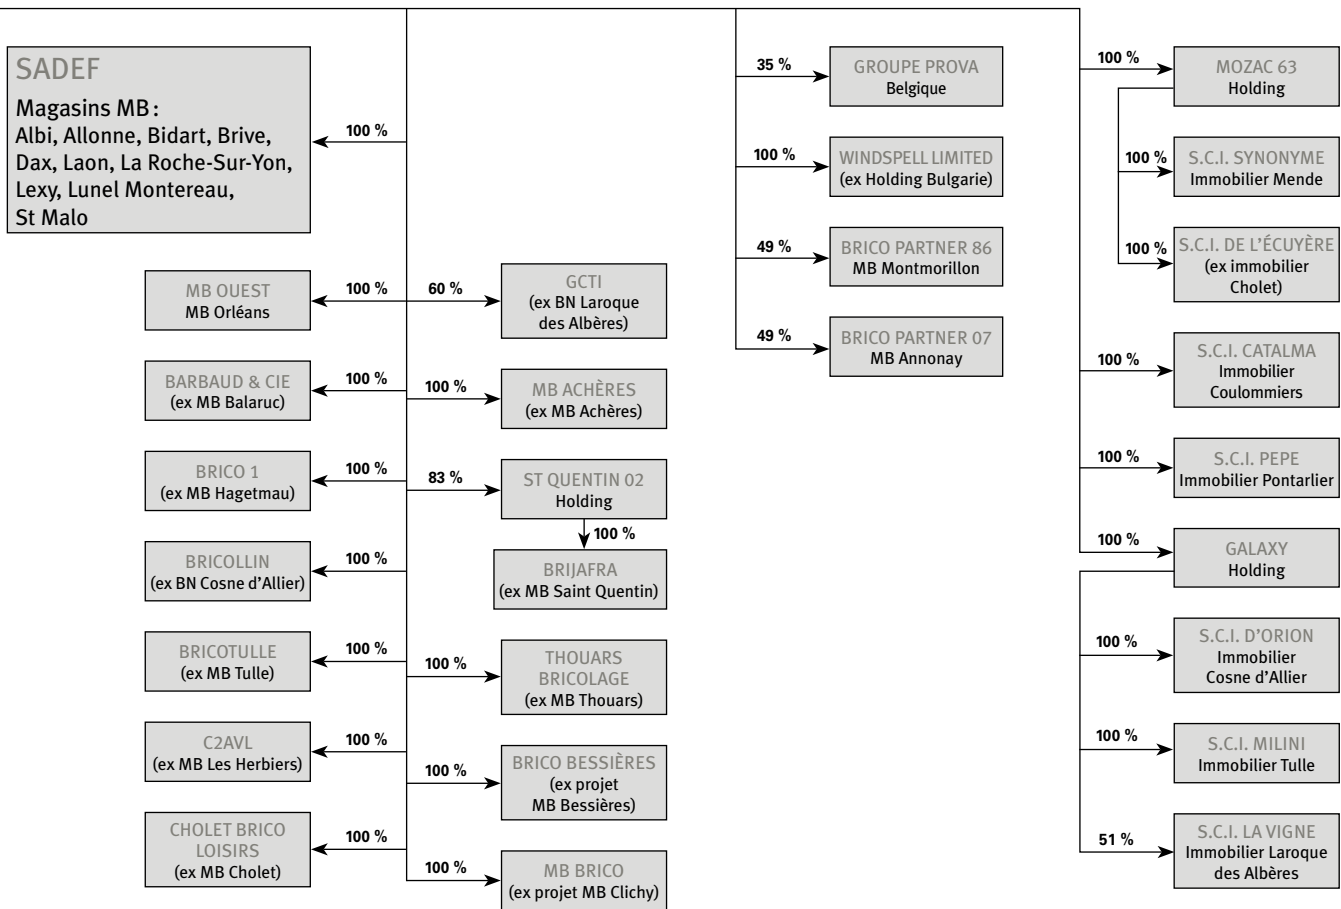 SADEF
Magasins MB :
Albi, Allonne, Bidart, Brive,
Dax, Laon, La Roche-Sur-Yon,
Lexy, Lunel Montereau,
St Malo
100 %
MB OUEST
MB Orléans
100 %
BARBAUD & CIE
(ex MB Balaruc)
100 %
BRICO 1
(ex MB Hagetmau)
100 %
BRICOLLIN
(ex BN Cosne d'Allier)
100 %
BRICOTULLE
(ex MB Tulle)
100 %
C2AVL
(ex MB Les Herbiers)
100 %
CHOLET BRICO
LOISIRS
(ex MB Cholet)
100 %
60 %
GCTI
(ex BN Laroque
des Albères)
100 %
MB ACHÈRES
(ex MB Achères)
83 %
ST QUENTIN 02
Holding
100 %
BRIJAFRA
(ex MB Saint Quentin)
100 %
THOUARS
BRICOLAGE
(ex MB Thouars)
100 %
BRICO BESSIÈRES
(ex projet
MB Bessières)
100 %
MB BRICO
(ex projet MB Clichy)
35 %
GROUPE PROVA
Belgique
100 %
WINDSPELL LIMITED
(ex Holding Bulgarie)
49 %
BRICO PARTNER 86
MB Montmorillon
49 %
BRICO PARTNER 07
MB Annonay
100 %
MOZAC 63
Holding
100 %
S.C.I. SYNONYME
Immobilier Mende
100 %
S.C.I. DE L'ÉCUYÈRE
(ex immobilier
Cholet)
100 %
S.C.I. CATALMA
Immobilier
Coulommiers
100 %
S.C.I. PEPE
Immobilier Pontarlier
100 %
GALAXY
Holding
100 %
S.C.I. D'ORION
Immobilier
Cosne d'Allier
100 %
S.C.I. MILINI
Immobilier Tulle
51 %
S.C.I. LA VIGNE
Immobilier Laroque
des Albères